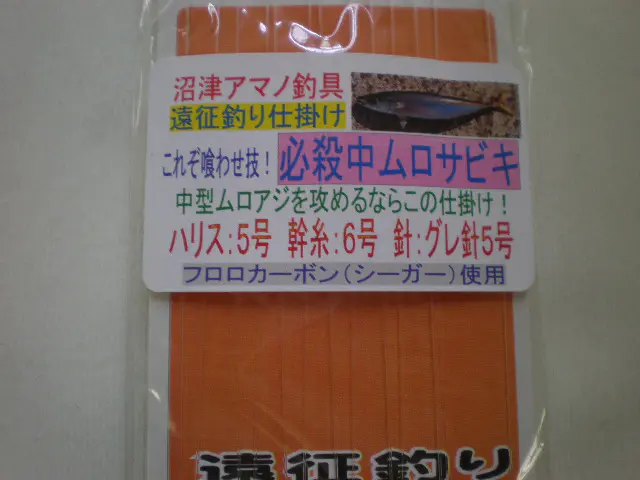 沼津アマノ釣具
遠征釣り仕掛け
これぞ喰わせ技！必殺中ムロサビキ
中型ムロアジを攻めるならこの仕掛け！
ハリス：5号 幹糸：6号 針：グレ針5号
フロロカーボン（シーガー）使用
遠征釣り